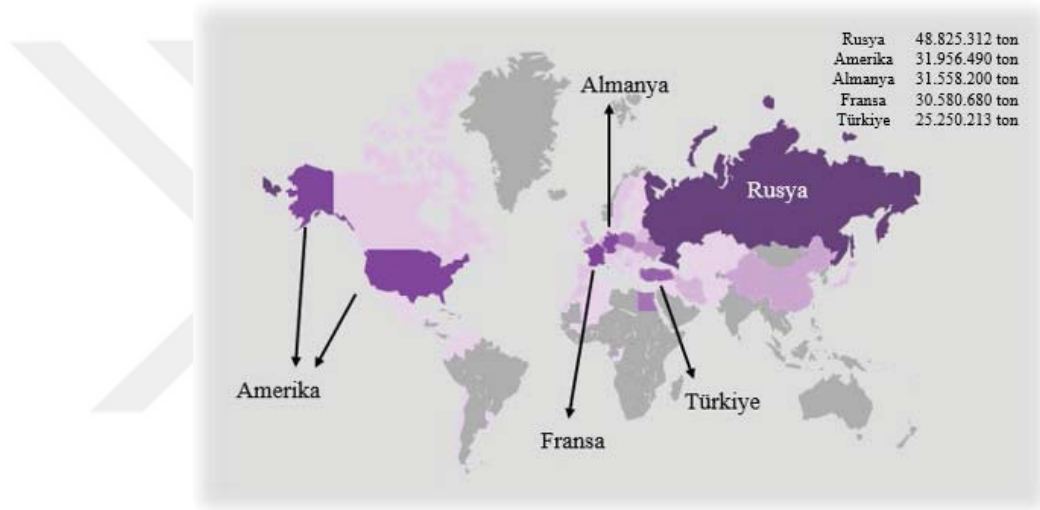 Rusya 48.825.312 ton
Amerika 31.956.490 ton
Almanya 31.558.200 ton
Fransa 30.580.680 ton
Türkiye 25.250.213 ton
Almanya
Rusya
Amerika
Türkiye
Fransa